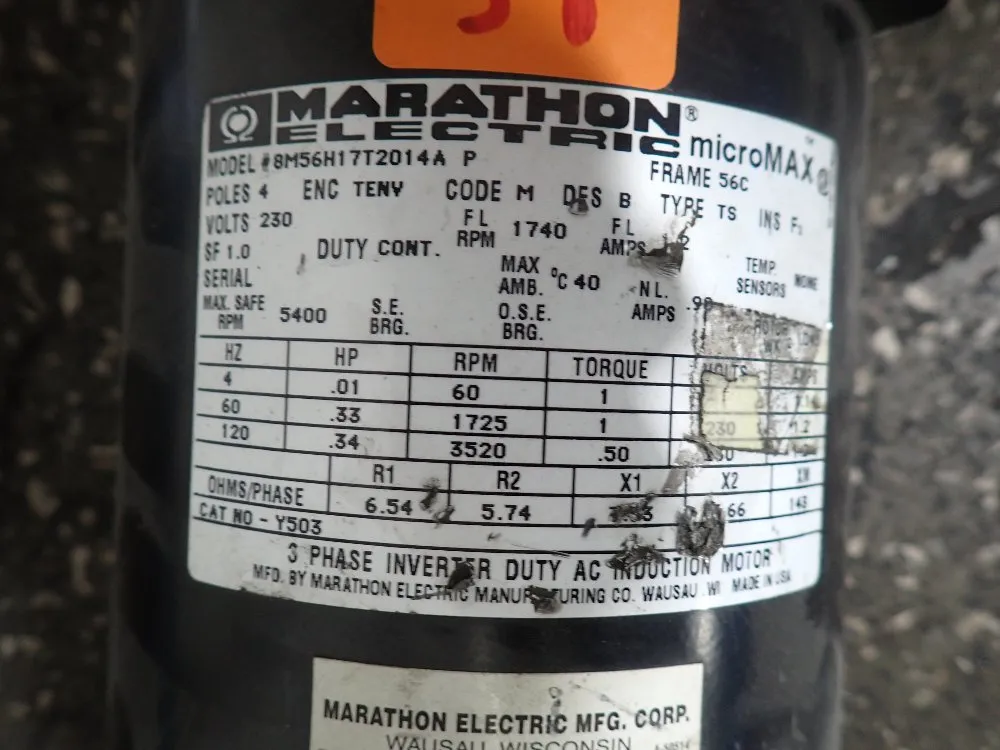 MARATHON®
ELECTRIC microMAX™
MODEL #8M56H17T2014A P FRAME 56C
POLES 4 ENC TENV CODE M DES B TYPE TS INS F
VOLTS 230 FL RPM 1740 FL AMPS
SF 1.0 DUTY CONT. MAX AMB. °C 40 NL. AMPS TEMP. SENSORS NONE
SERIAL
MAX. SAFE RPM 5400 S.E. BRG. O.S.E. BRG.
HZ HP RPM TORQUE VOLTS
4 .01 60 1
60 .33 1725 1 230 1.2
120 .34 3520 .50
R1 R2 X1 X2 XM
OHMS/PHASE 6.54 5.74 66 143
CAT NO - Y503
3 PHASE INVERTER DUTY AC INDUCTION MOTOR
MFD. BY MARATHON ELECTRIC MANUFACTURING CO. WAUSAU. WI MADE IN USA
MARATHON ELECTRIC MFG. CORP.
WAUSAU, WISCONSIN